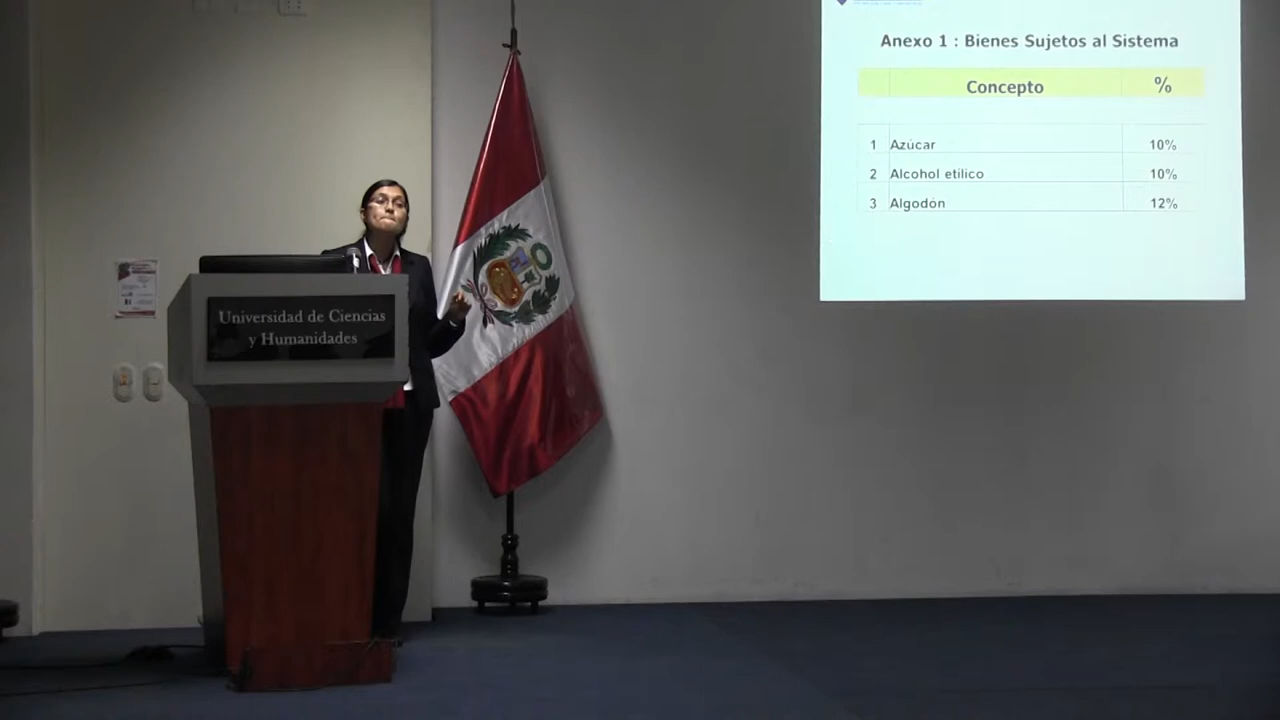 Anexo 1 : Bienes Sujetos al Sistema
Concepto %
1 Azúcar 10%
2 Alcohol etilico 10%
3 Algodón 12%
Universidad de Ciencias
y Humanidades